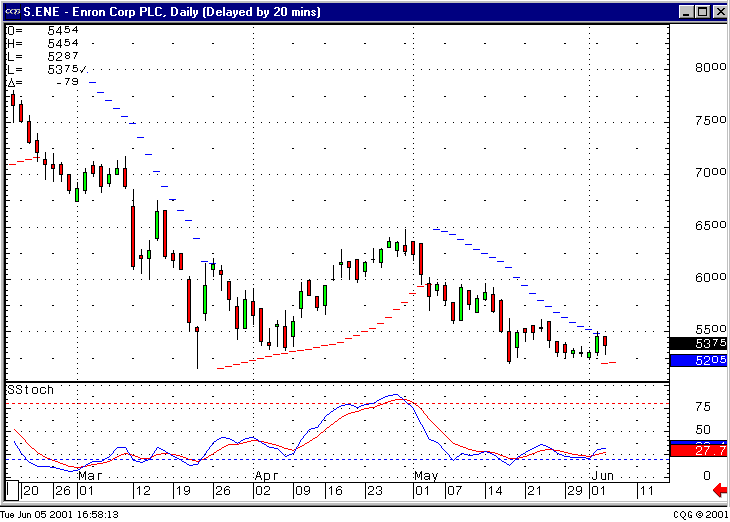 CQG S.ENE - Enron Corp PLC, Daily (Delayed by 20 mins)
O= 5454
H= 5454
L= 5287
L= 5375/
Δ= -79
8000
7500
7000
6500
6000
5500
5375
5205
SStoch
75
50
27.7
0
Mar Apr May Jun
20 26 01 12 19 26 02 09 16 23 01 07 14 21 29 01 11
Tue Jun 05 2001 16:58:13
CQG © 2001